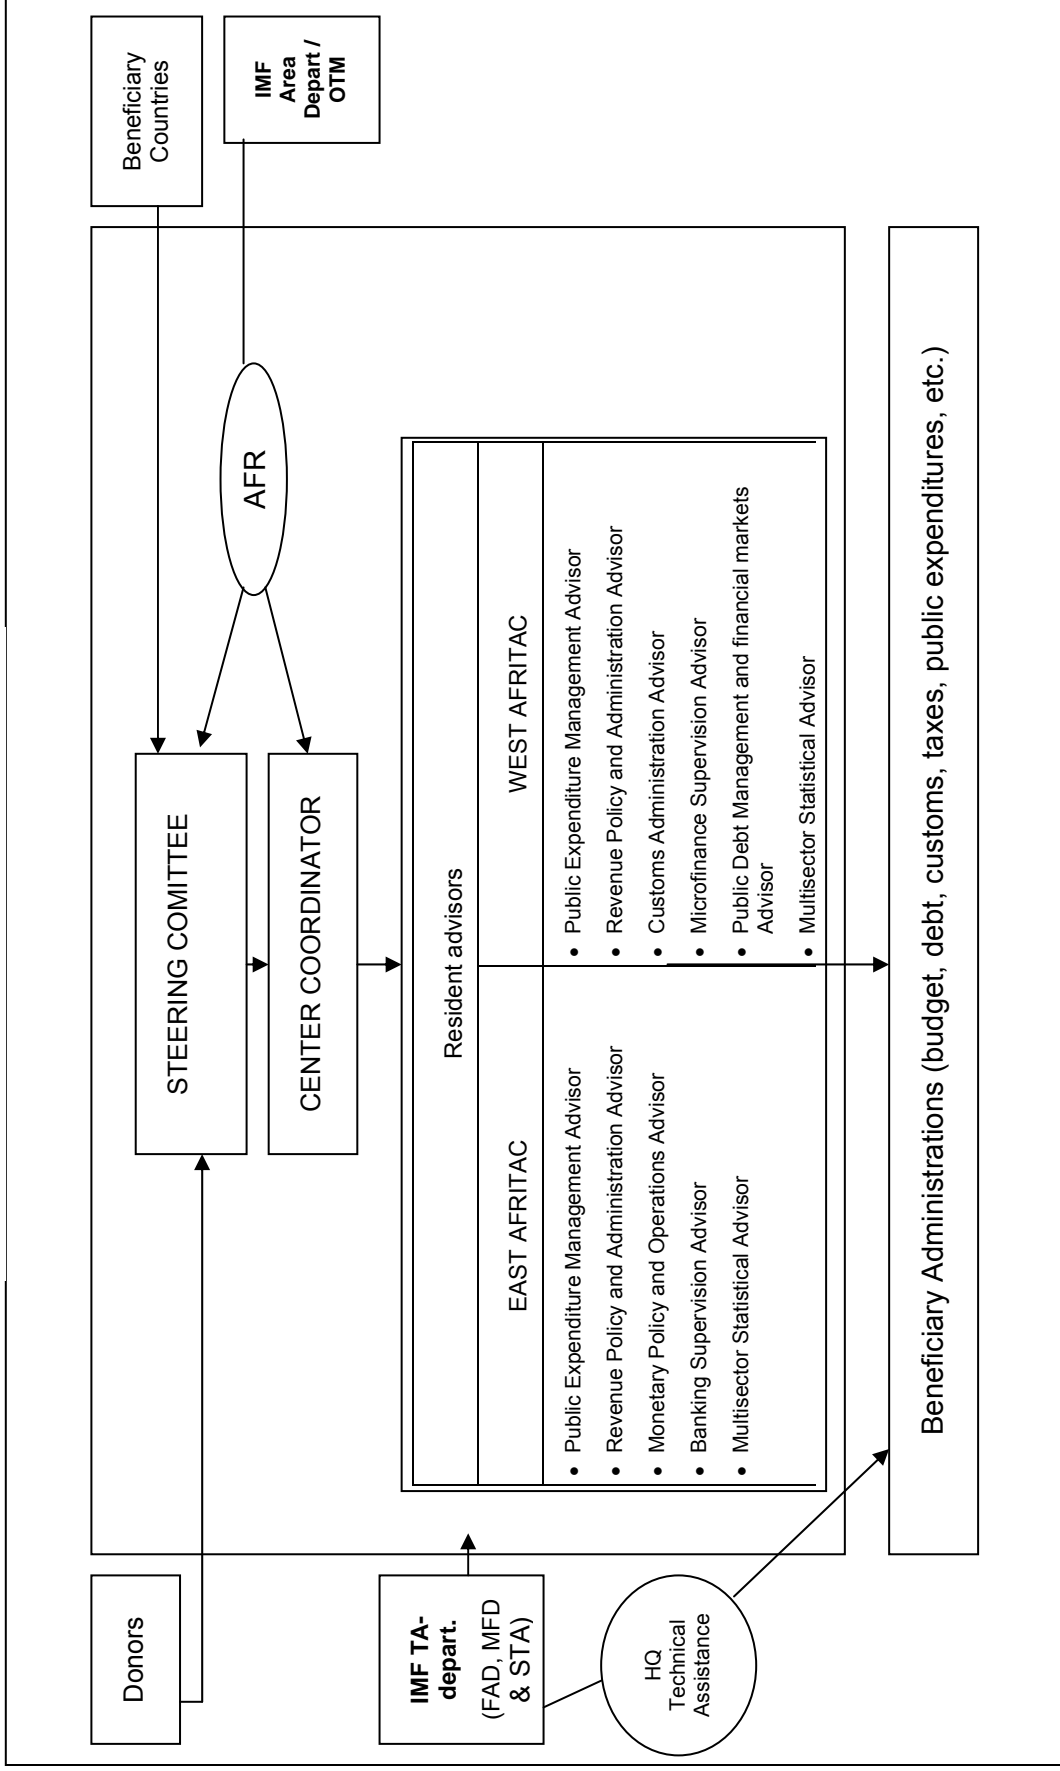 Donors
Beneficiary
Countries
STEERING COMITTEE
CENTER COORDINATOR
AFR
IMF
Area
Depart /
OTM
IMF TA-
depart.
(FAD, MFD
& STA)
HQ
Technical
Assistance
Resident advisors
EAST AFRITAC
• Public Expenditure Management Advisor
• Revenue Policy and Administration Advisor
• Monetary Policy and Operations Advisor
• Banking Supervision Advisor
• Multisector Statistical Advisor
WEST AFRITAC
• Public Expenditure Management Advisor
• Revenue Policy and Administration Advisor
• Customs Administration Advisor
• Microfinance Supervision Advisor
• Public Debt Management and financial markets
Advisor
• Multisector Statistical Advisor
Beneficiary Administrations (budget, debt, customs, taxes, public expenditures, etc.)